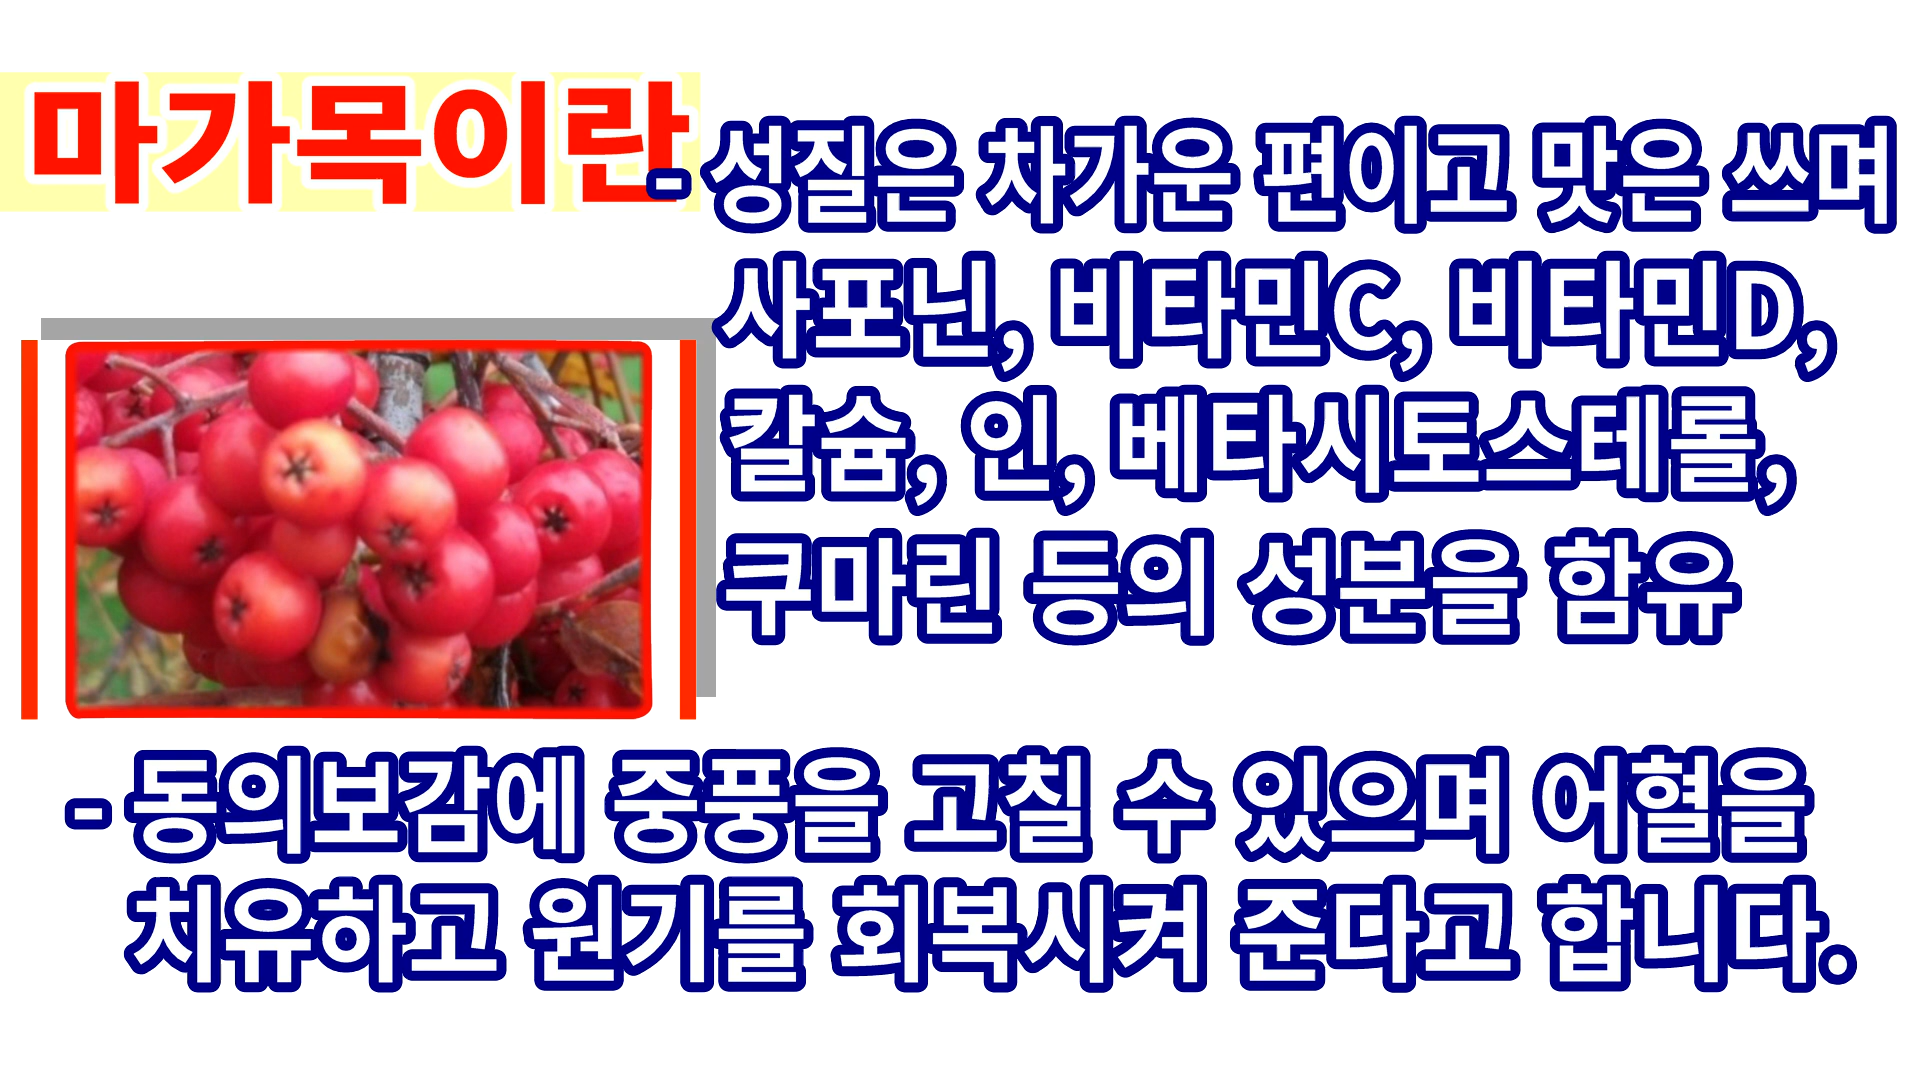 마가목이란
- 성질은 차가운 편이고 맛은 쓰며
사포닌, 비타민C, 비타민D,
칼슘, 인, 베타시토스테롤,
쿠마린 등의 성분을 함유
- 동의보감에 중풍을 고칠 수 있으며 어혈을
치유하고 원기를 회복시켜 준다고 합니다.